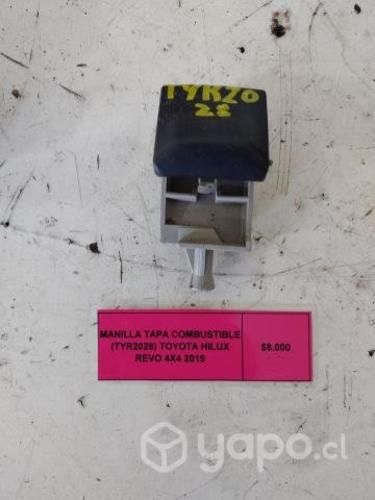 TYR20
28
MANILLA TAPA COMBUSTIBLE
(TYR2028) TOYOTA HILUX
REVO 4X4 2019
$8.000
yapo.cl